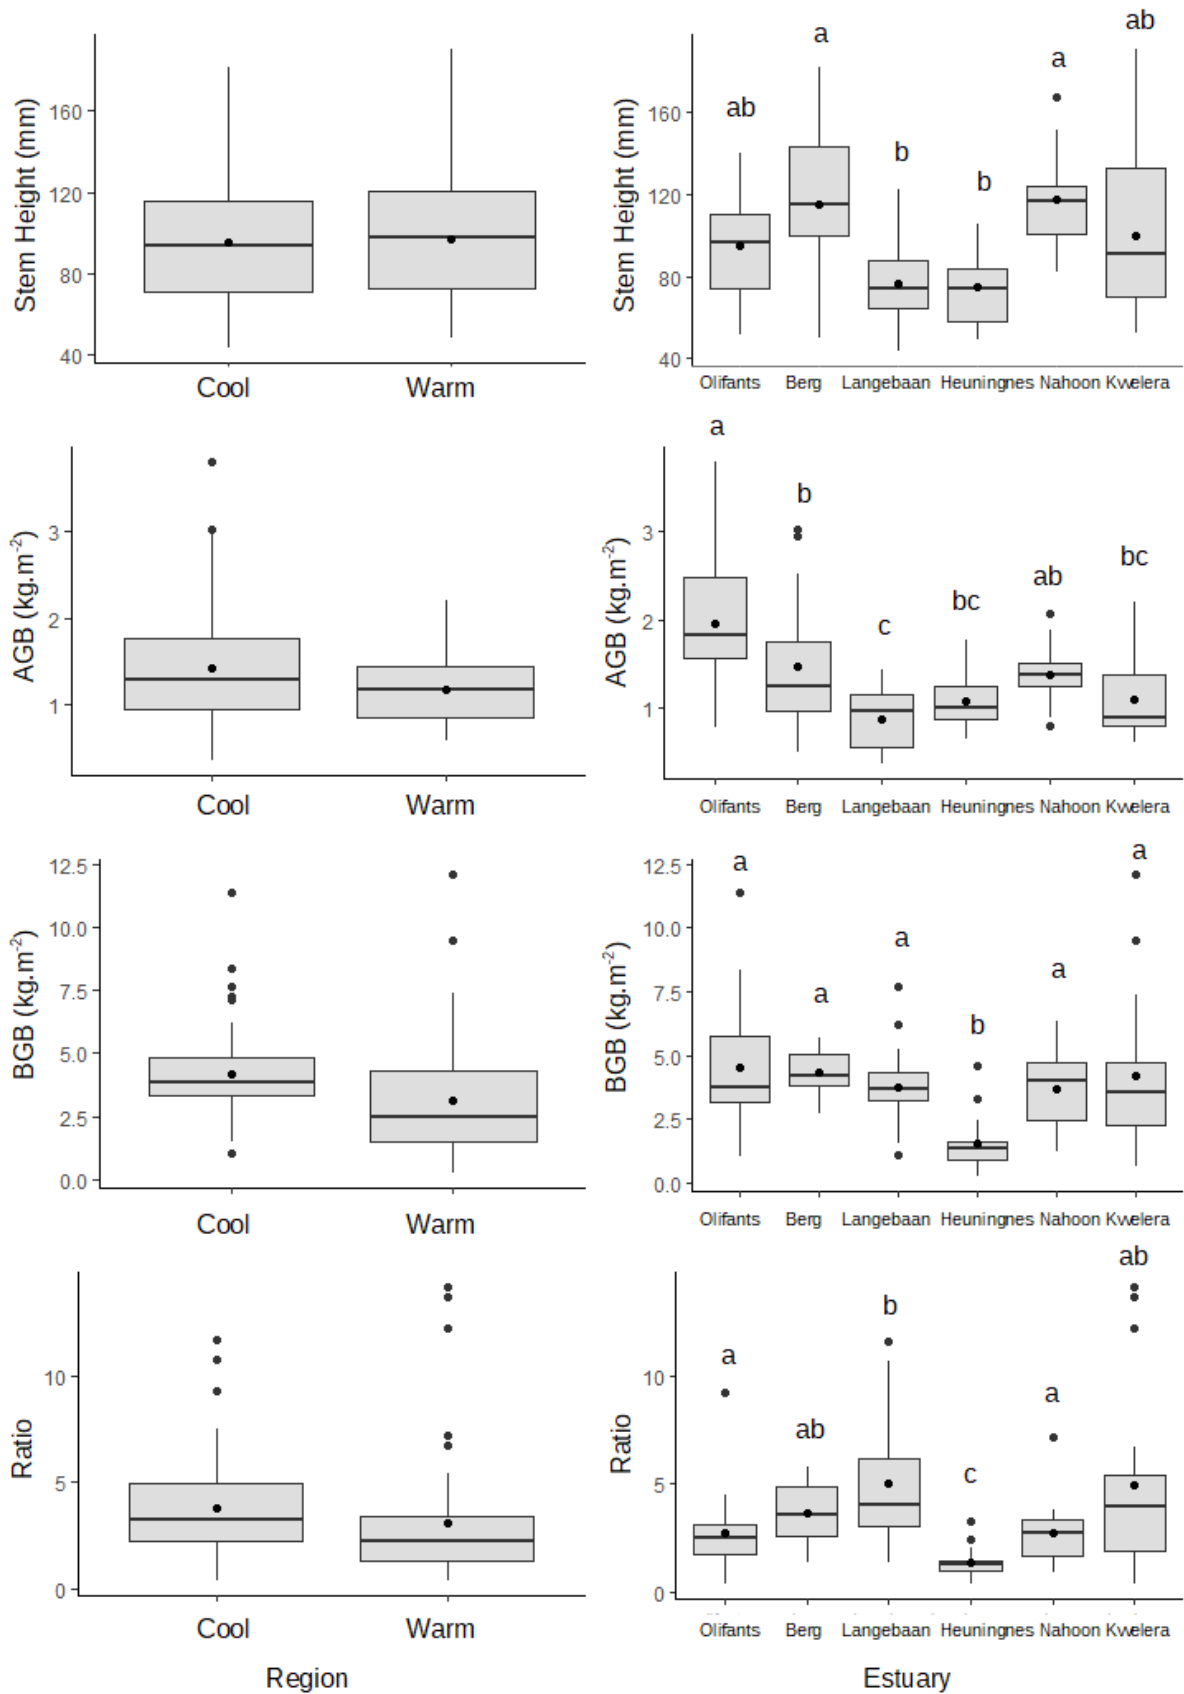 Stem Height (mm)
160
120
80
40
Cool Warm
Stem Height (mm)
160
120
80
40
ab a b b a ab
Olifants Berg Langebaan Heuningnes Nahoon Kwelera
AGB (kg.m-2)
3
2
1
Cool Warm
AGB (kg.m-2)
3
2
1
a b c bc ab bc
Olifants Berg Langebaan Heuningnes Nahoon Kwelera
BGB (kg.m-2)
12.5
10.0
7.5
5.0
2.5
0.0
Cool Warm
BGB (kg.m-2)
12.5
10.0
7.5
5.0
2.5
0.0
a a a b a a
Olifants Berg Langebaan Heuningnes Nahoon Kwelera
Ratio
10
5
0
Cool Warm
Region
Ratio
10
5
0
a ab b c a ab
Olifants Berg Langebaan Heuningnes Nahoon Kwelera
Estuary